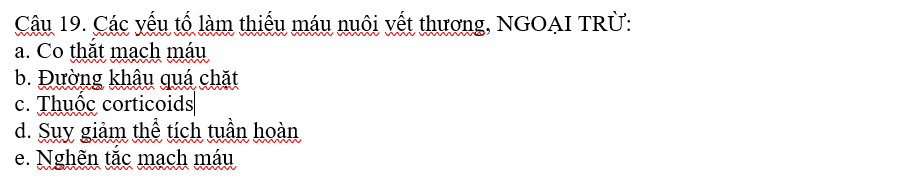 Câu 19. Các yếu tố làm thiếu máu nuôi vết thương, NGOẠI TRỪ:
a. Co thắt mạch máu
b. Đường khâu quá chặt
c. Thuốc corticoids
d. Suy giảm thể tích tuần hoàn
e. Nghẽn tắc mạch máu